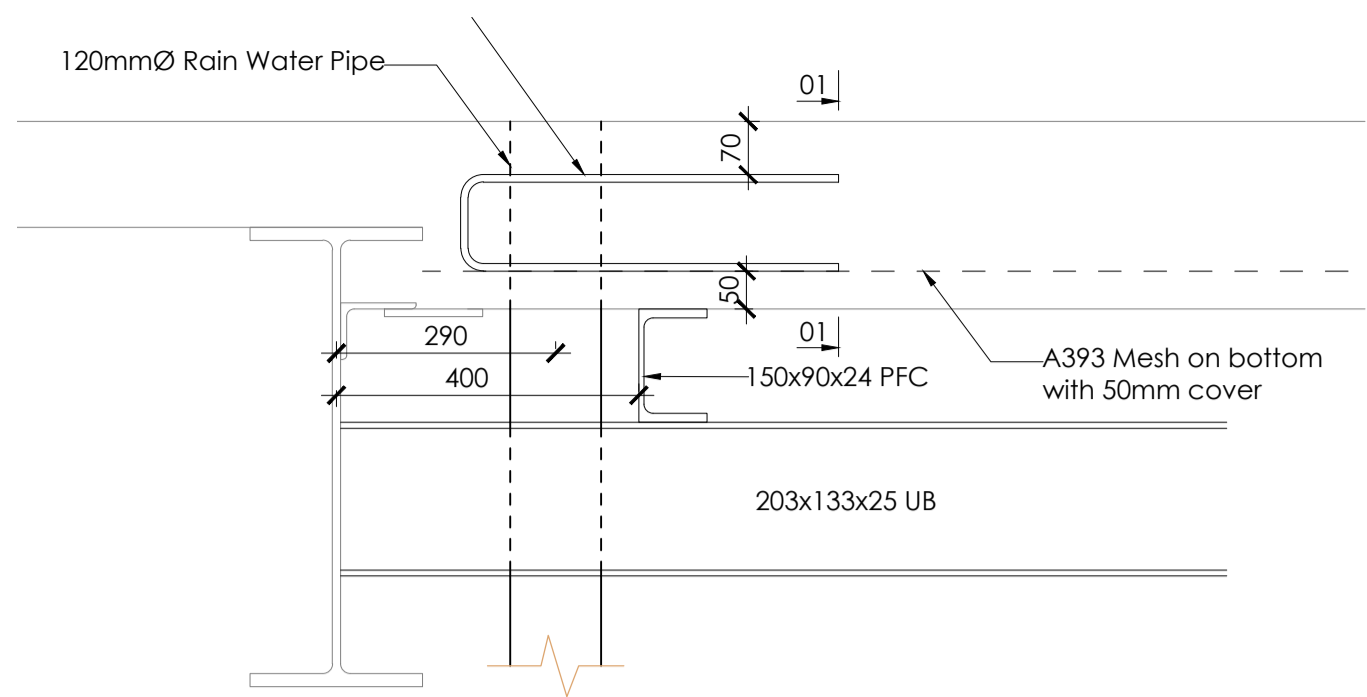 120mmØ Rain Water Pipe
01
70
50
290
01
A393 Mesh on bottom
with 50mm cover
400
150x90x24 PFC
203x133x25 UB